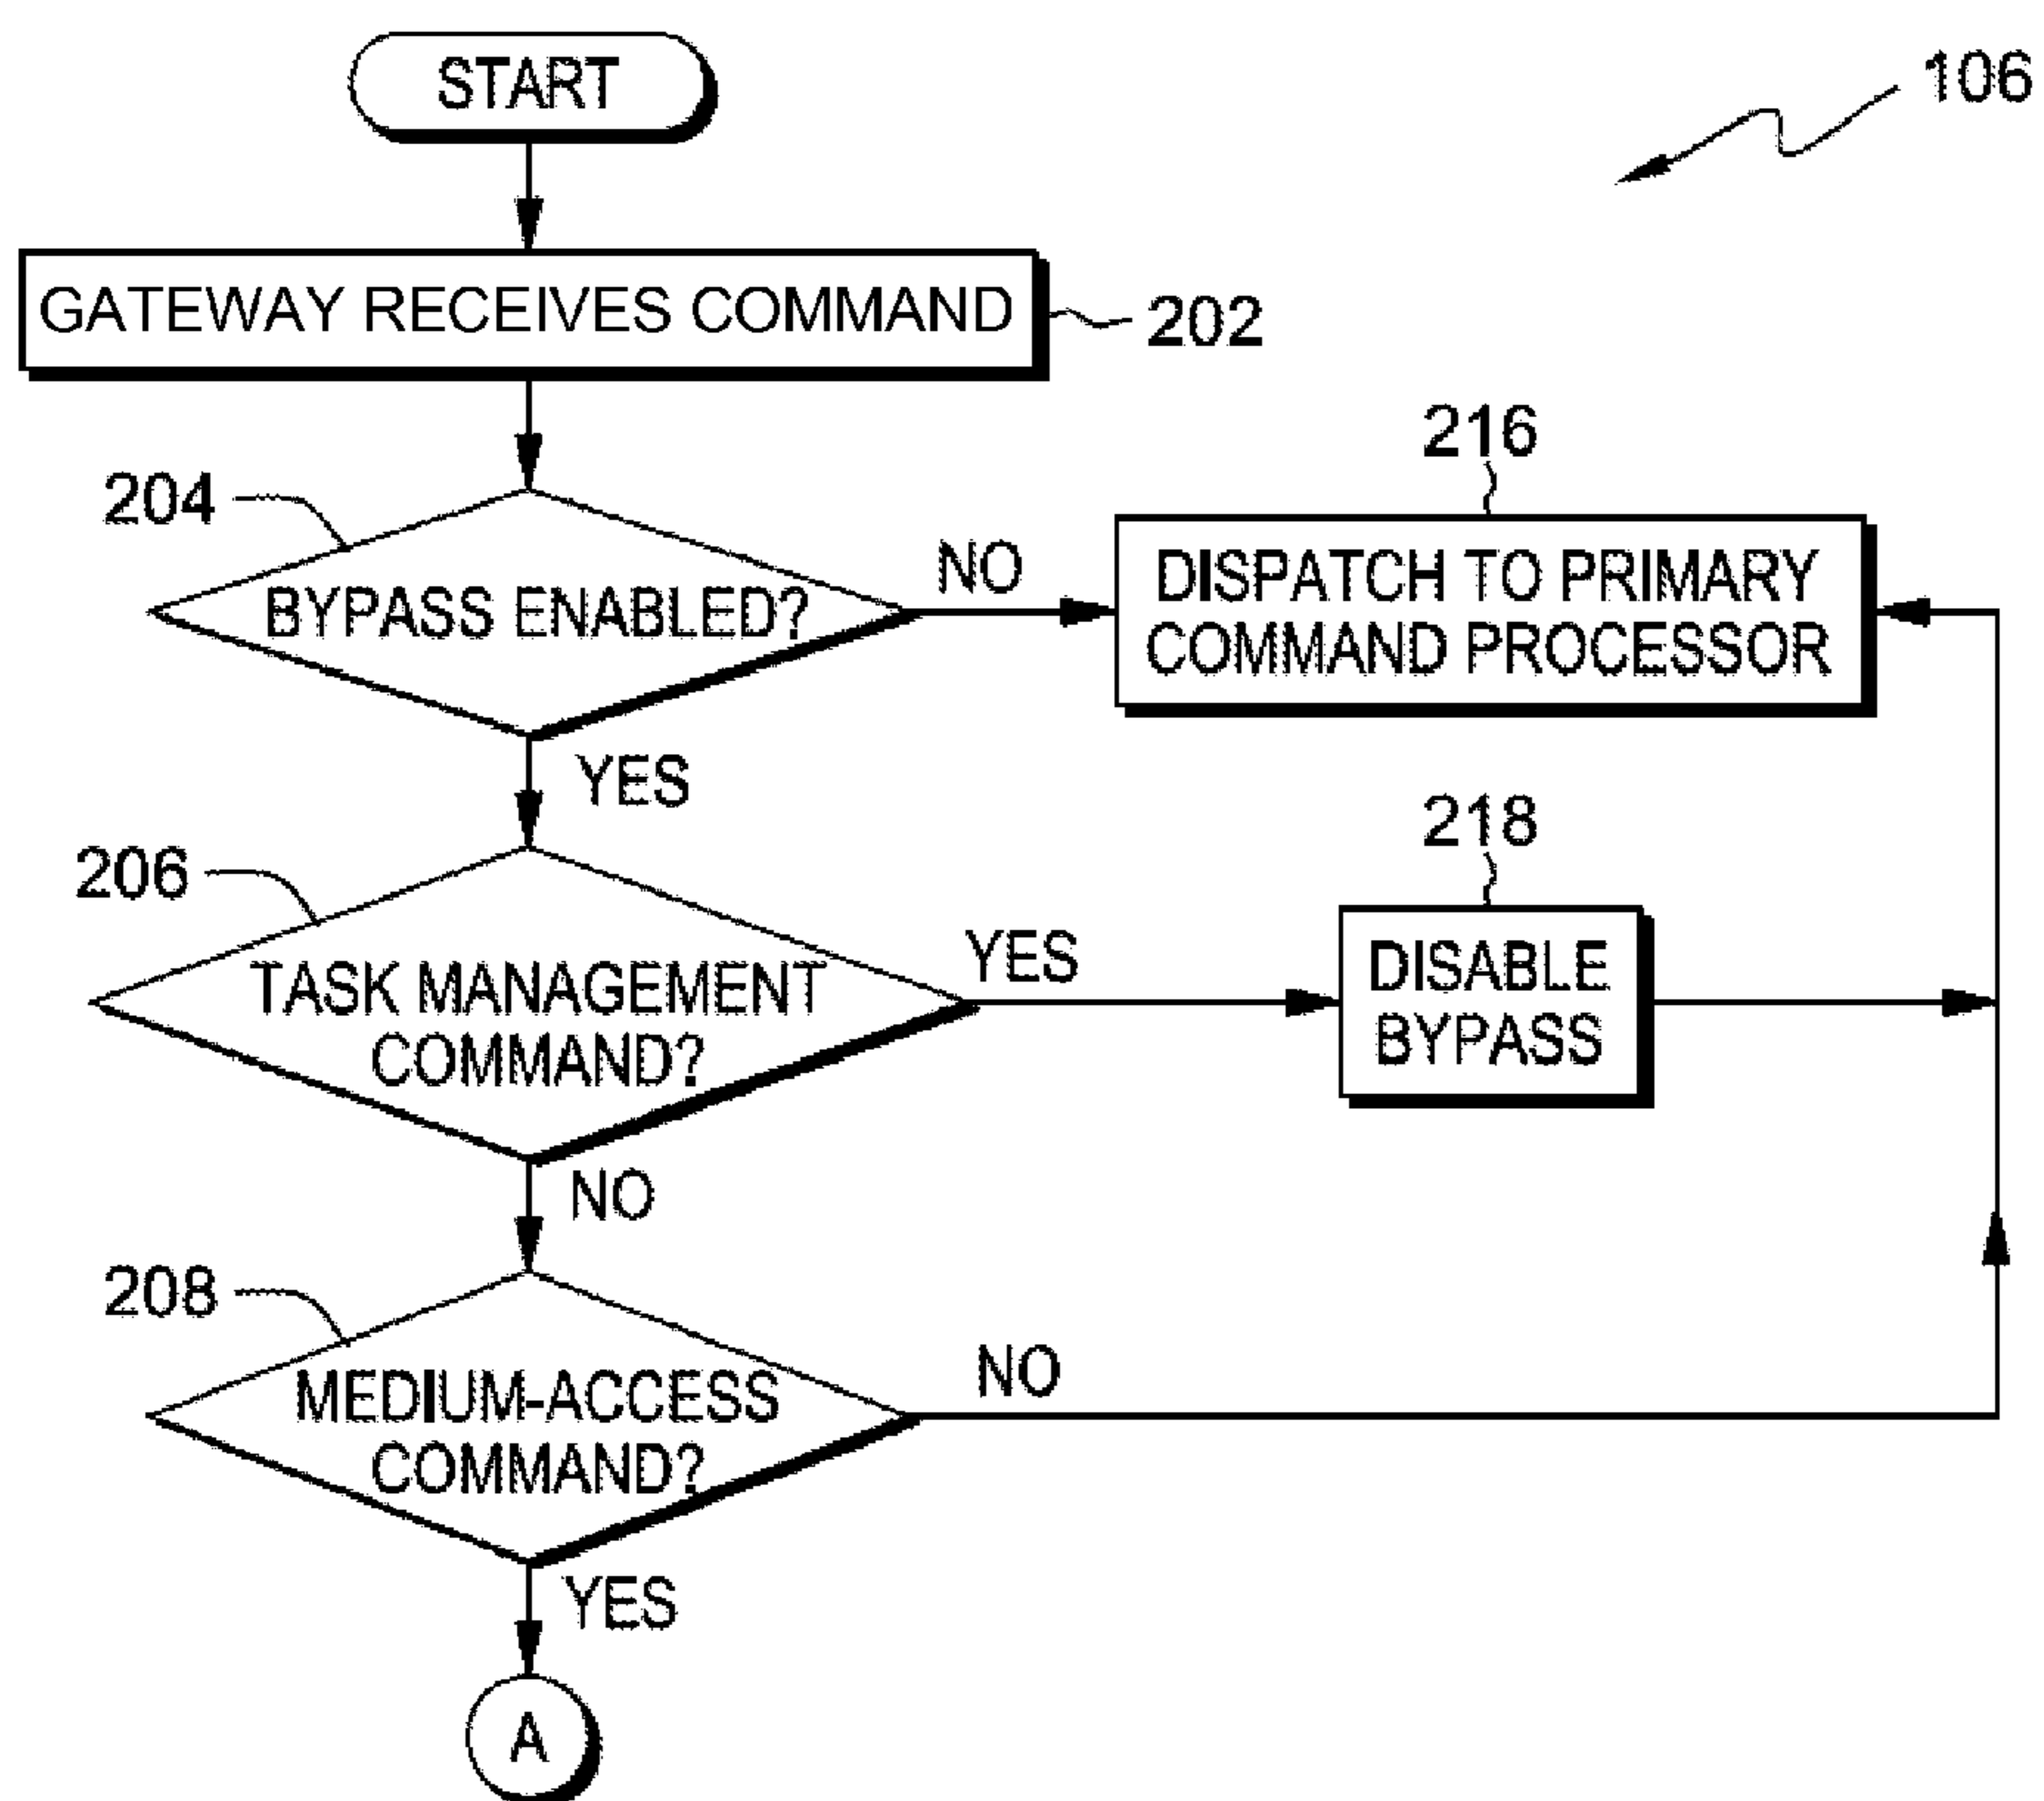 START
106
GATEWAY RECEIVES COMMAND
202
216
204
BYPASS ENABLED?
NO
DISPATCH TO PRIMARY
COMMAND PROCESSOR
YES
218
206
TASK MANAGEMENT
COMMAND?
YES
DISABLE
BYPASS
NO
208
MEDIUM-ACCESS
COMMAND?
NO
YES
A